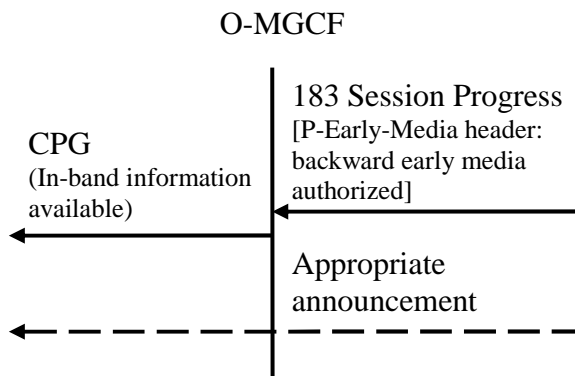 O-MGCF
183 Session Progress
[P-Early-Media header:
backward early media
authorized]
CPG
(In-band information
available)
Appropriate
announcement